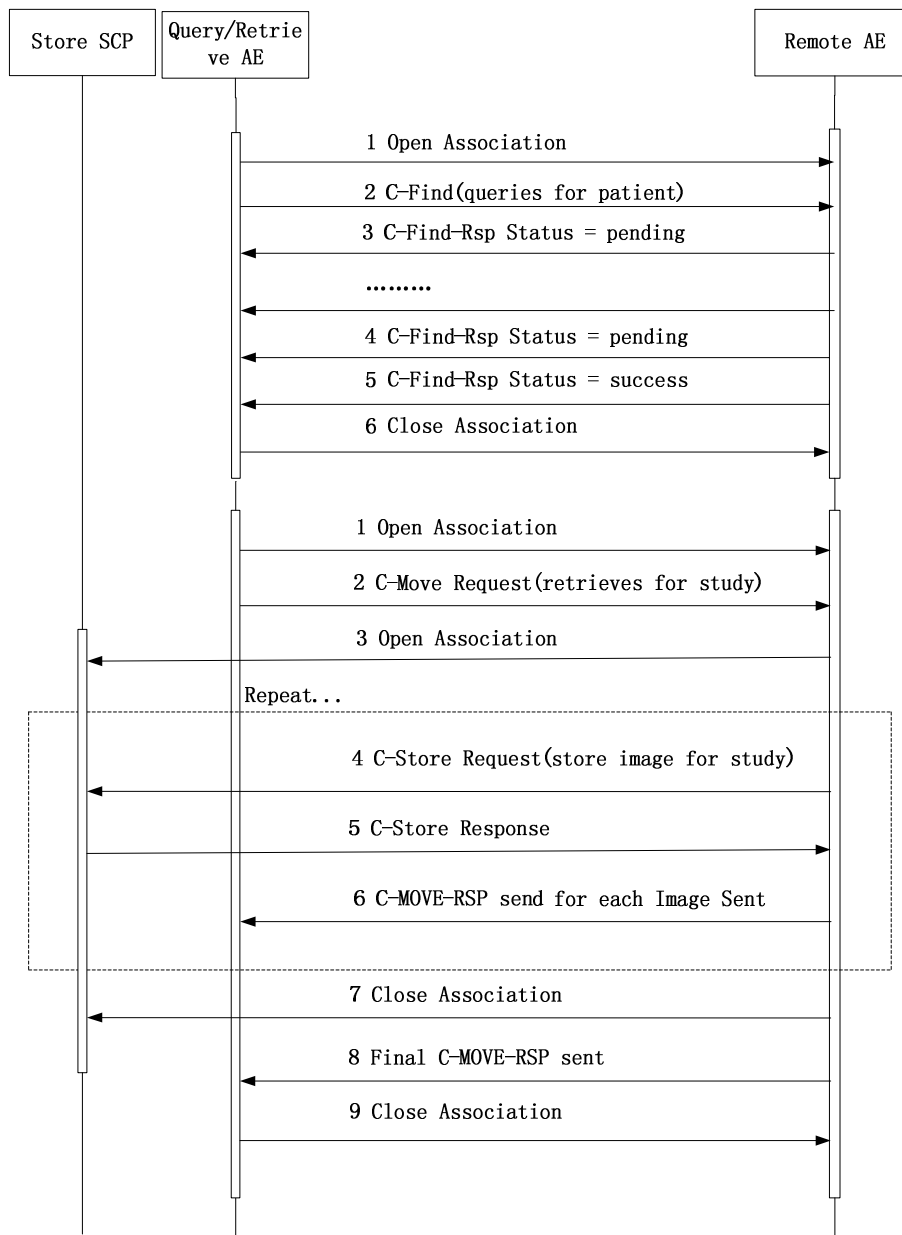 Store SCP
Query/Retrie
ve AE
Remote AE
1 Open Association
2 C-Find(queries for patient)
3 C-Find-Rsp Status = pending
………
4 C-Find-Rsp Status = pending
5 C-Find-Rsp Status = success
6 Close Association
1 Open Association
2 C-Move Request(retrieves for study)
3 Open Association
Repeat...
4 C-Store Request(store image for study)
5 C-Store Response
6 C-MOVE-RSP send for each Image Sent
7 Close Association
8 Final C-MOVE-RSP sent
9 Close Association